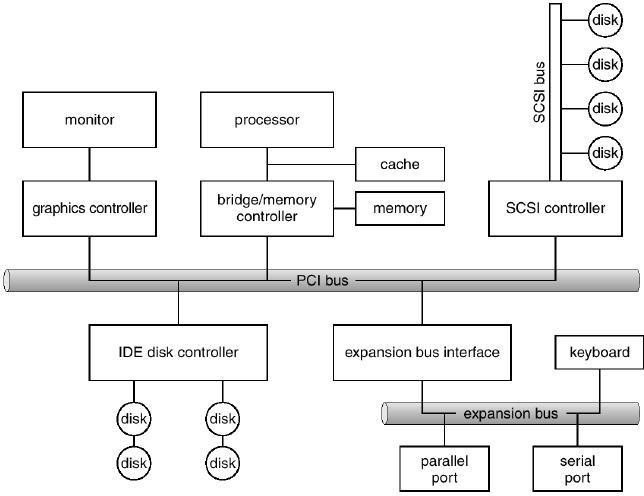 disk
disk
SCSI bus
disk
disk
monitor
processor
cache
graphics controller
bridge/memory
controller
memory
SCSI controller
PCI bus
IDE disk controller
expansion bus interface
keyboard
disk
disk
expansion bus
disk
disk
parallel
port
serial
port